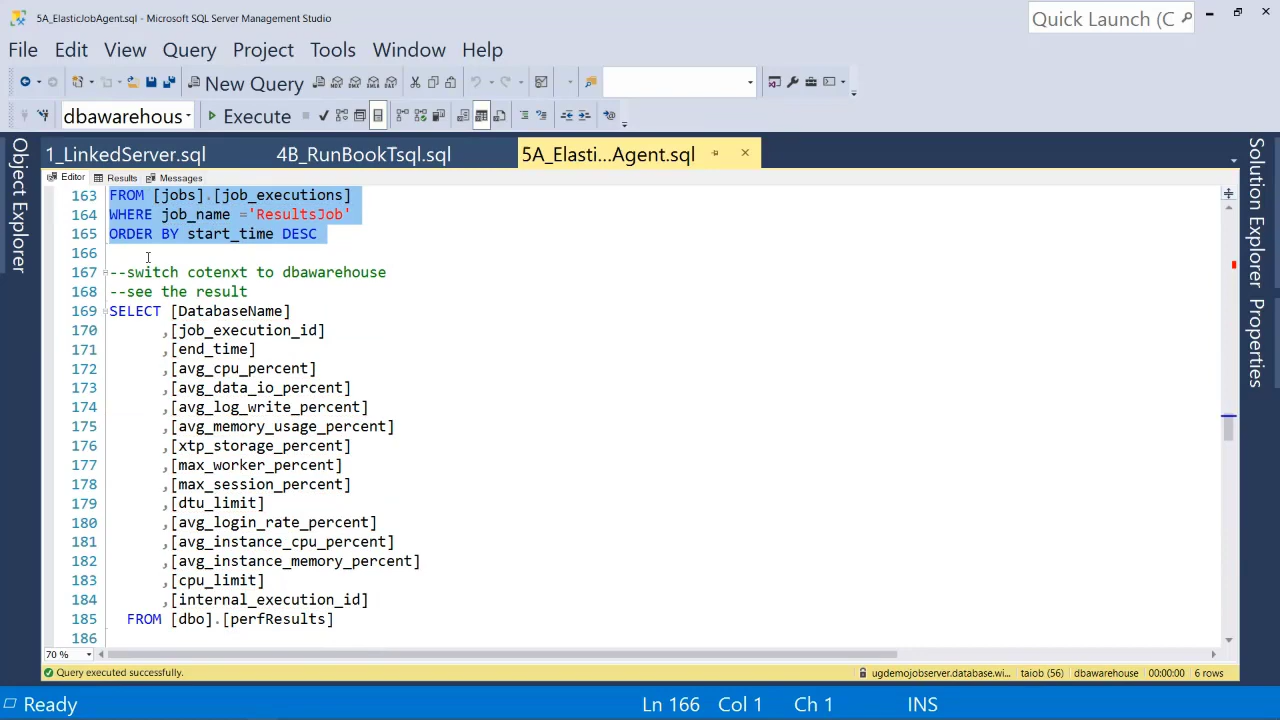 5A_ElasticJobAgent.sql - Microsoft SQL Server Management Studio
Quick Launch (C
File Edit View Query Project Tools Window Help
New Query
dbawarehous Execute
1_LinkedServer.sql 4B_RunBookTsql.sql 5A_Elasti...Agent.sql
Editor Results Messages
163 FROM [jobs].[job_executions]
164 WHERE job_name ='ResultsJob'
165 ORDER BY start_time DESC
166
167 --switch cotenxt to dbawarehouse
168 --see the result
169 SELECT [DatabaseName]
170 ,[job_execution_id]
171 ,[end_time]
172 ,[avg_cpu_percent]
173 ,[avg_data_io_percent]
174 ,[avg_log_write_percent]
175 ,[avg_memory_usage_percent]
176 ,[xtp_storage_percent]
177 ,[max_worker_percent]
178 ,[max_session_percent]
179 ,[dtu_limit]
180 ,[avg_login_rate_percent]
181 ,[avg_instance_cpu_percent]
182 ,[avg_instance_memory_percent]
183 ,[cpu_limit]
184 ,[internal_execution_id]
185 FROM [dbo].[perfResults]
186
70 %
Query executed successfully. ugdemojobserver.database.wi... taiob (56) dbawarehouse 00:00:00 6 rows
Ready Ln 166 Col 1 Ch 1 INS
Object Explorer
Solution Explorer
Properties